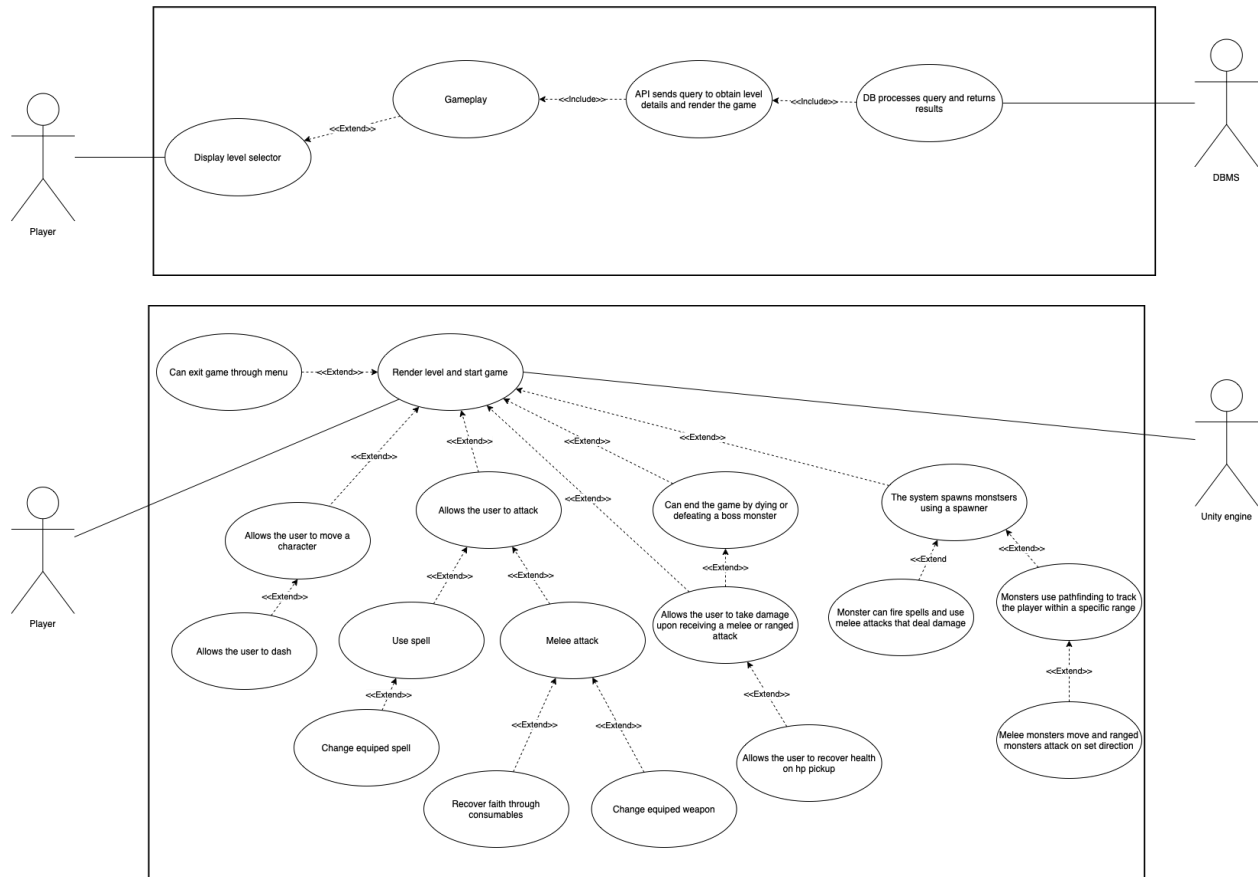 Gameplay
<<Include>>
API sends query to obtain level
details and render the game
<<Include>>
DB processes query and returns
results
<<Extend>>
Display level selector
Player
DBMS
Can exit game through menu
<<Extend>>
Render level and start game
<<Extend>>
<<Extend>>
<<Extend>>
<<Extend>>
<<Extend>>
<<Extend>>
Allows the user to move a
character
Allows the user to attack
Can end the game by dying or
defeating a boss monster
The system spawns monstsers
using a spawner
Player
Unity engine
<<Extend>>
<<Extend>>
<<Extend>>
<<Extend>>
<<Extend
<<Extend>>
Allows the user to dash
Use spell
Melee attack
Allows the user to take damage
upon receiving a melee or ranged
attack
Monster can fire spells and use
melee attacks that deal damage
Monsters use pathfinding to track
the player within a specific range
<<Extend>>
<<Extend>>
<<Extend>>
<<Extend>>
<<Extend>>
Change equiped spell
Recover faith through
consumables
Change equiped weapon
Allows the user to recover health
on hp pickup
Melee monsters move and ranged
monsters attack on set direction